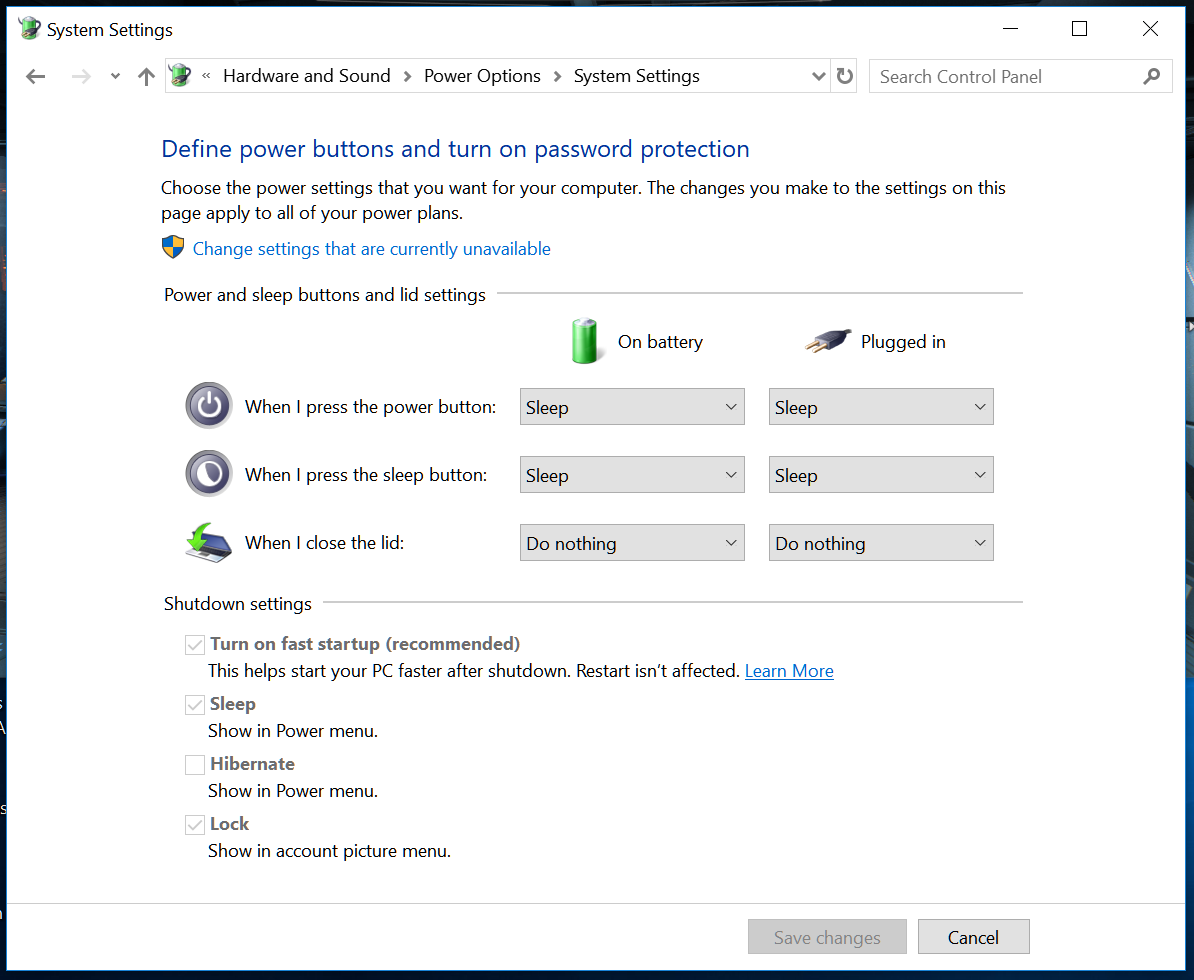 System Settings
« Hardware and Sound > Power Options > System Settings
Search Control Panel
Define power buttons and turn on password protection
Choose the power settings that you want for your computer. The changes you make to the settings on this
page apply to all of your power plans.
Change settings that are currently unavailable
Power and sleep buttons and lid settings
On battery Plugged in
When I press the power button: Sleep Sleep
When I press the sleep button: Sleep Sleep
When I close the lid: Do nothing Do nothing
Shutdown settings
Turn on fast startup (recommended)
This helps start your PC faster after shutdown. Restart isn't affected. Learn More
Sleep
Show in Power menu.
Hibernate
Show in Power menu.
Lock
Show in account picture menu.
Save changes Cancel